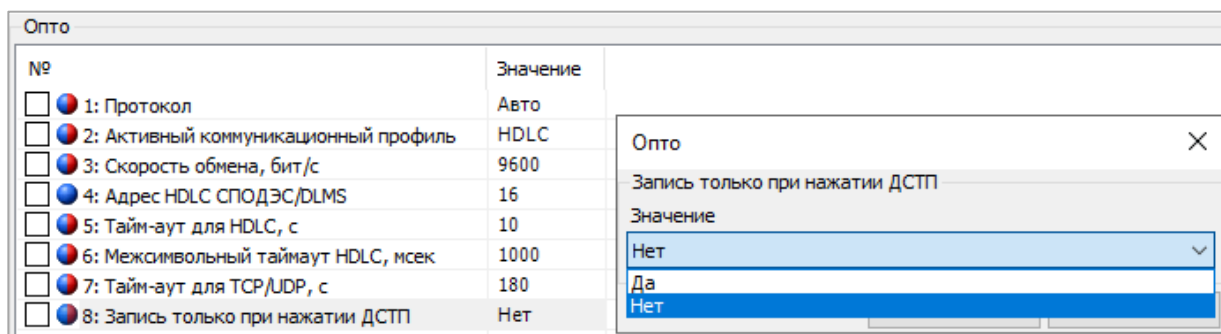 Опто
№ Значение
1: Протокол Авто
2: Активный коммуникационный профиль HDLC
3: Скорость обмена, бит/с 9600
4: Адрес HDLC СПОДЭС/DLMS 16
5: Тайм-аут для HDLC, с 10
6: Межсимвольный таймаут HDLC, мсек 1000
7: Тайм-аут для TCP/UDP, с 180
8: Запись только при нажатии ДСТП Нет
Опто
Запись только при нажатии ДСТП
Значение
Нет
Да
Нет